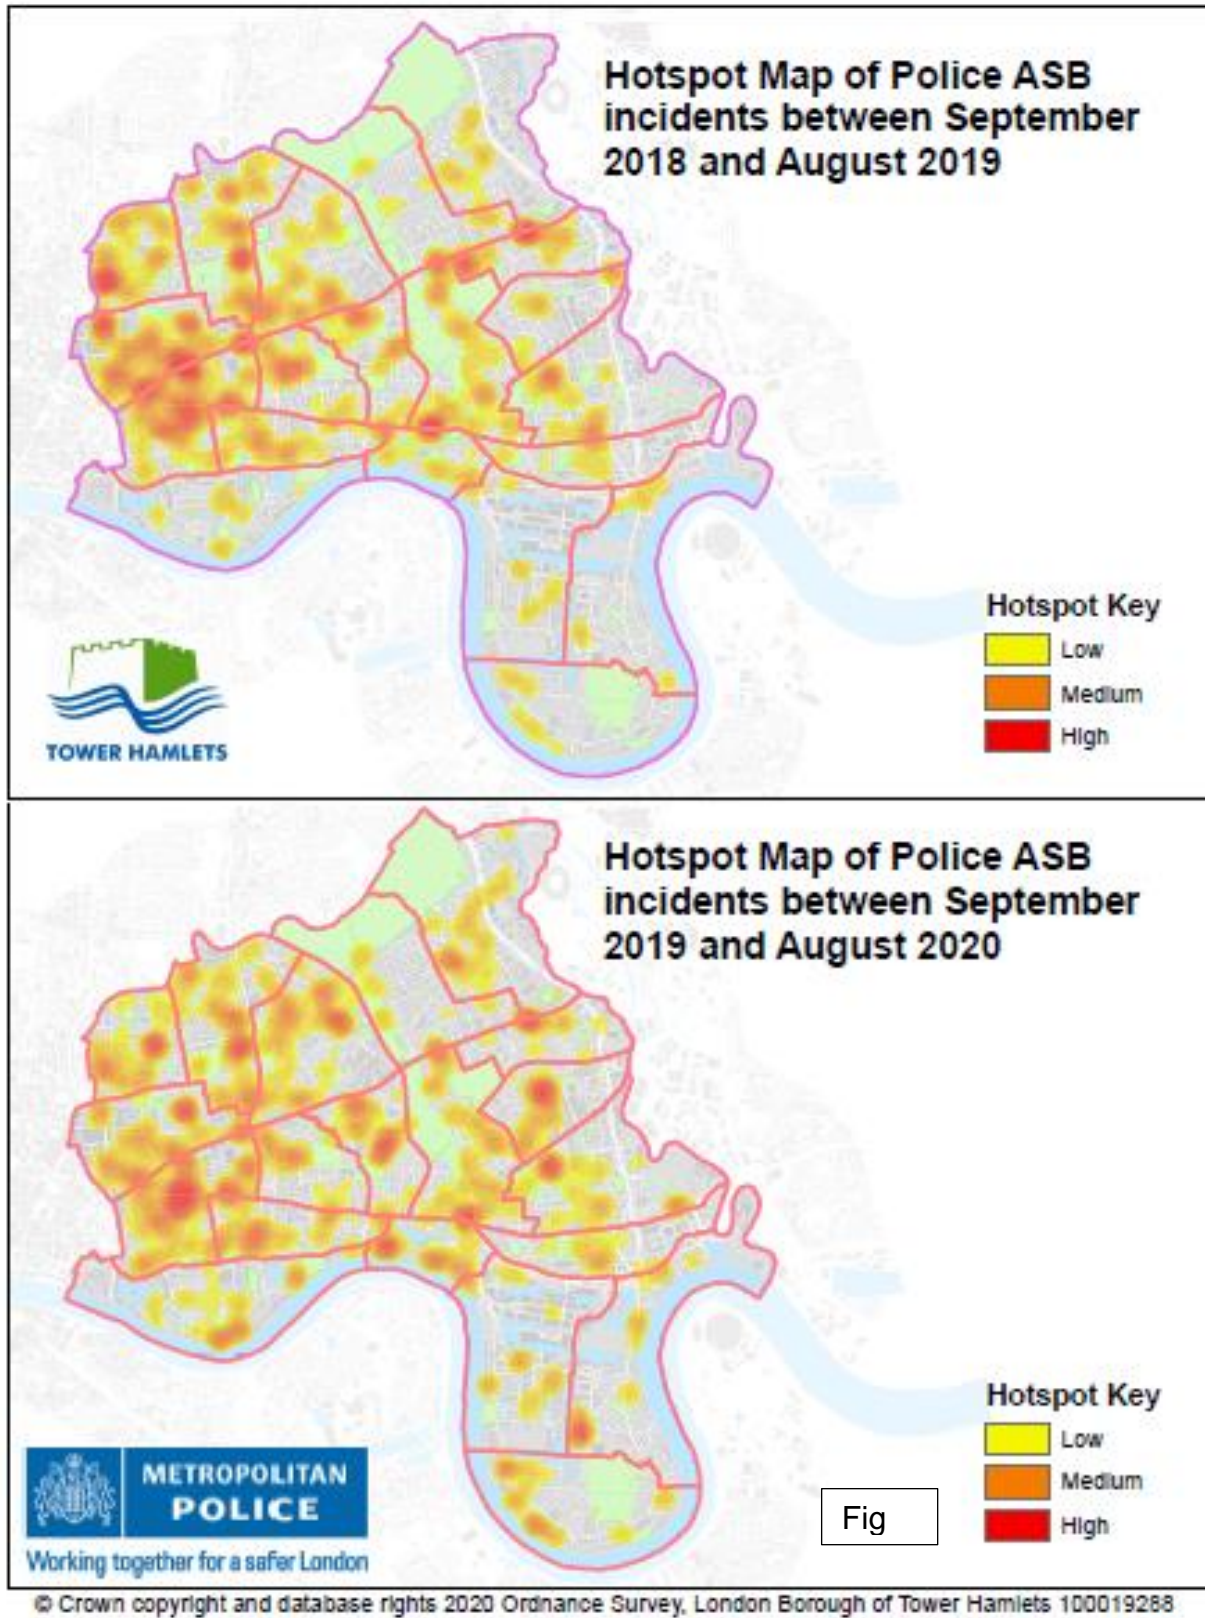 Hotspot Map of Police ASB
incidents between September
2018 and August 2019
Hotspot Key
Low
Medium
High
TOWER HAMLETS
Hotspot Map of Police ASB
incidents between September
2019 and August 2020
Hotspot Key
Low
Medium
High
METROPOLITAN
POLICE
Working together for a safer London
Fig
© Crown copyright and database rights 2020 Ordnance Survey, London Borough of Tower Hamlets 100019288